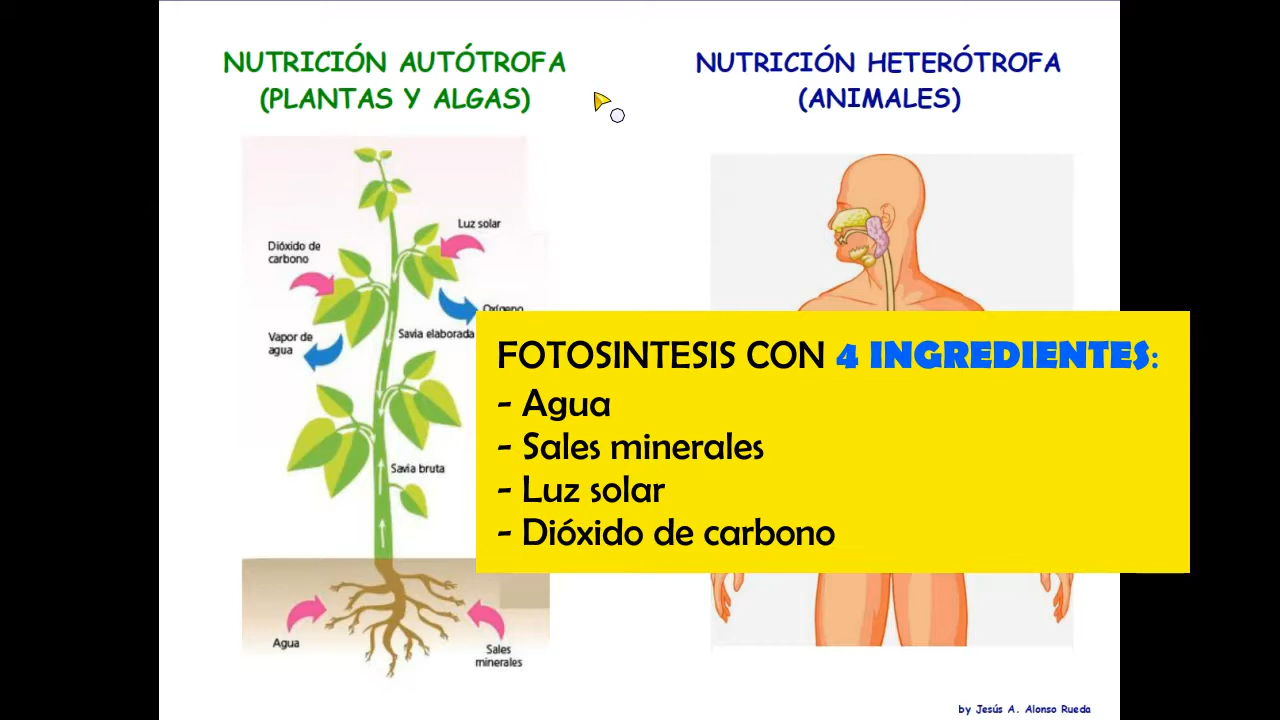 NUTRICIÓN AUTÓTROFA
(PLANTAS Y ALGAS)
NUTRICIÓN HETERÓTROFA
(ANIMALES)
Luz solar
Dióxido de
carbono
Oxígeno
Savia elaborada
Vapor de
agua
Savia bruta
Agua
Sales
minerales
FOTOSINTESIS CON 4 INGREDIENTES:
- Agua
- Sales minerales
- Luz solar
- Dióxido de carbono
by Jesús A. Alonso Rueda